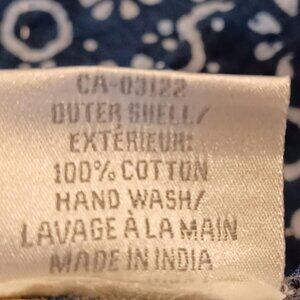 CA-03122
OUTER SHELL/
EXTÉRIEUR:
100% COTTON
HAND WASH/
LAVAGE À LA MAIN
MADE IN INDIA